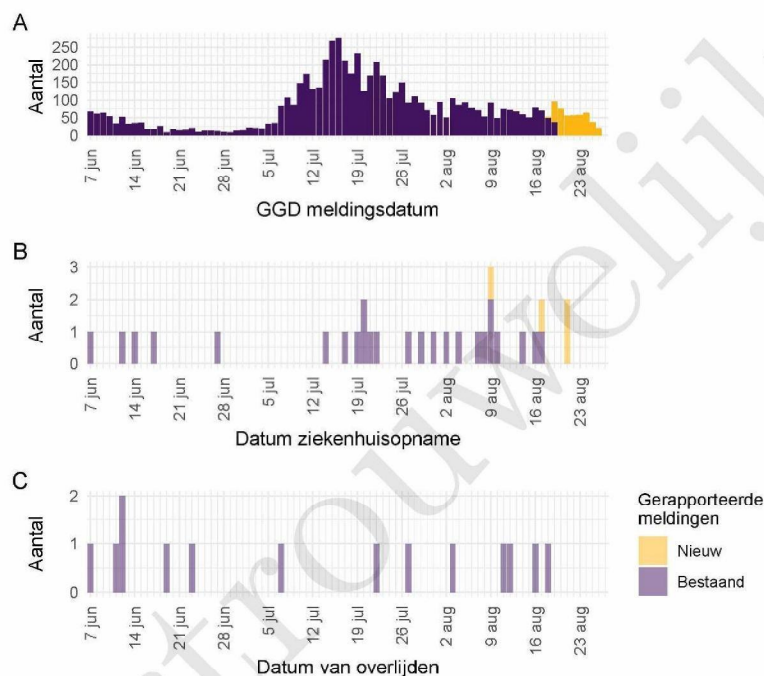 A
Aantal
250
200
150
100
50
0
7 jun 14 jun 21 jun 28 jun 5 jul 12 jul 19 jul 26 jul 2 aug 9 aug 16 aug 23 aug
GGD meldingsdatum
B
Aantal
3
2
1
0
7 jun 14 jun 21 jun 28 jun 5 jul 12 jul 19 jul 26 jul 2 aug 9 aug 16 aug 23 aug
Datum ziekenhuisopname
C
Aantal
2
1
0
7 jun 14 jun 21 jun 28 jun 5 jul 12 jul 19 jul 26 jul 2 aug 9 aug 16 aug 23 aug
Datum van overlijden
Gerapporteerde
meldingen
Nieuw
Bestaand
trouwelijk